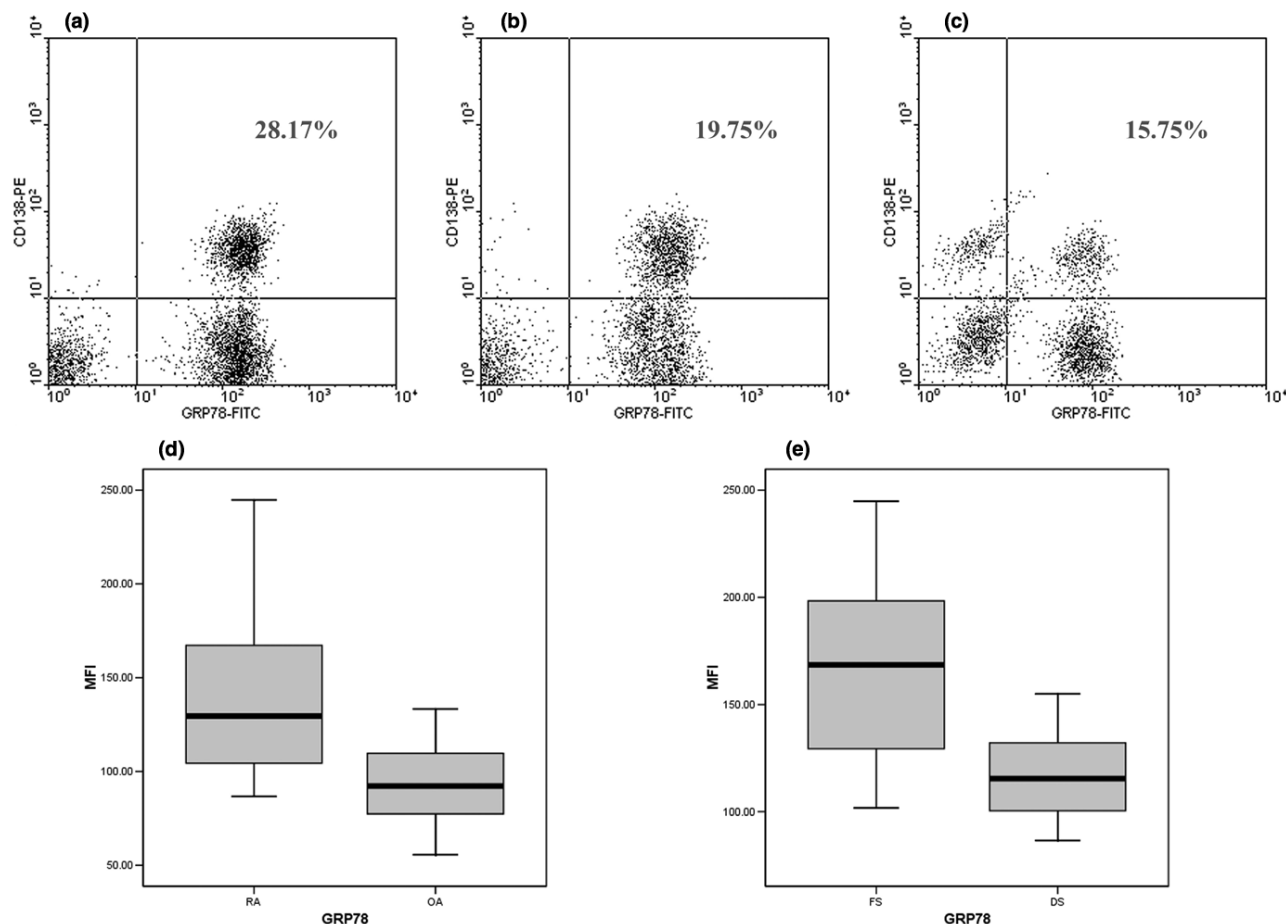 (a)
(b)
(c)
10⁴
10³
10²
10¹
10⁰
CD138-PE
28.17%
10⁰
10¹
10²
10³
10⁴
GRP78-FITC
10⁴
10³
10²
10¹
10⁰
CD138-PE
19.75%
10⁰
10¹
10²
10³
10⁴
GRP78-FITC
10⁴
10³
10²
10¹
10⁰
CD138-PE
15.75%
10⁰
10¹
10²
10³
10⁴
GRP78-FITC
(d)
250.00
200.00
150.00
100.00
50.00
MFI
RA
OA
GRP78
(e)
250.00
200.00
150.00
100.00
MFI
FS
DS
GRP78